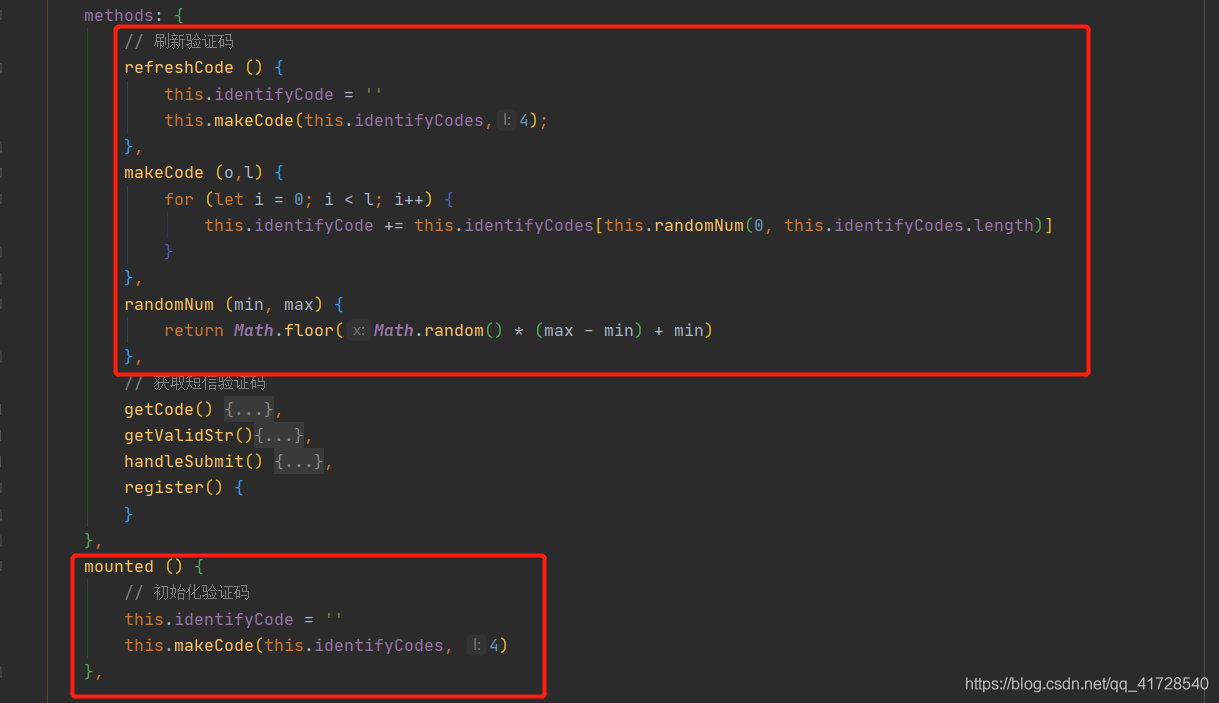 methods: {
// 刷新验证码
refreshCode () {
this.identifyCode = ''
this.makeCode(this.identifyCodes, l: 4);
},
makeCode (o,l) {
for (let i = 0; i < l; i++) {
this.identifyCode += this.identifyCodes[this.randomNum(0, this.identifyCodes.length)]
}
},
randomNum (min, max) {
return Math.floor( x: Math.random() * (max - min) + min)
},
// 获取短信验证码
getCode() {...},
getValidStr(){...},
handleSubmit() {...},
register() {
}
},
mounted () {
// 初始化验证码
this.identifyCode = ''
this.makeCode(this.identifyCodes, l: 4)
},
https://blog.csdn.net/qq_41728540